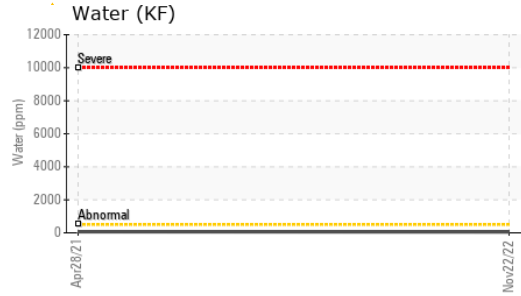 Water (KF)
12000
Severe
10000
8000
6000
4000
2000
Abnormal
0
Water (ppm)
Apr28/21
Nov22/22